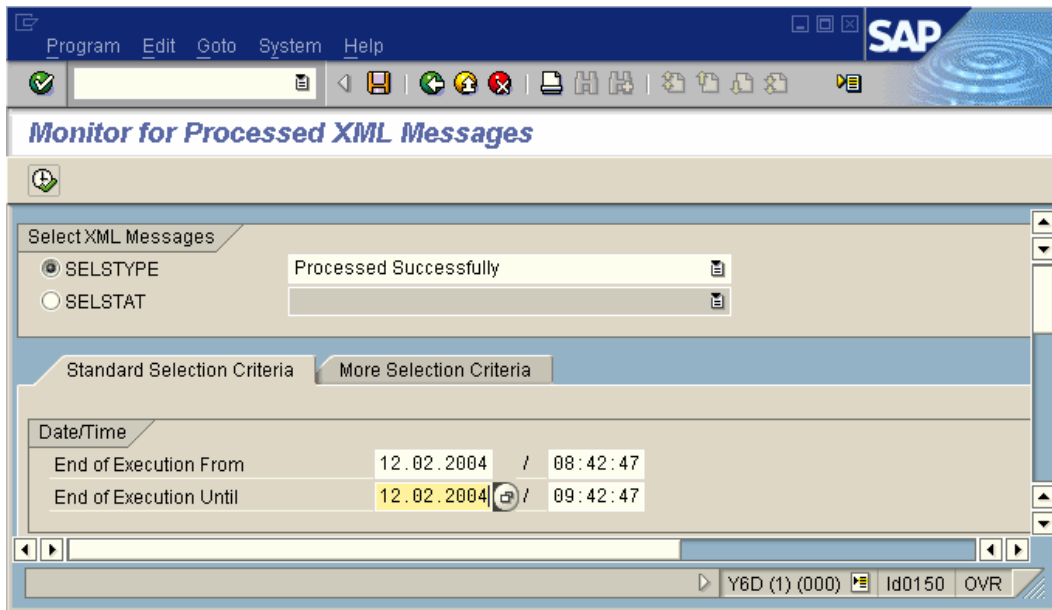 Program Edit Goto System Help
SAP
Monitor for Processed XML Messages
Select XML Messages
SELSTYPE Processed Successfully
SELSTAT
Standard Selection Criteria More Selection Criteria
Date/Time
End of Execution From 12.02.2004 / 08:42:47
End of Execution Until 12.02.2004 / 09:42:47
Y6D (1) (000) ld0150 OVR